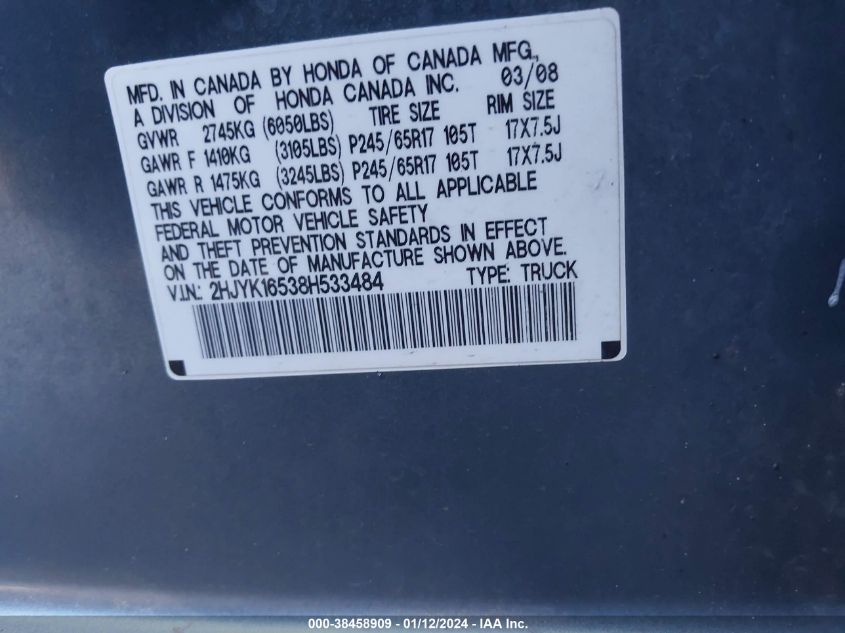 MFD. IN CANADA BY HONDA OF CANADA MFG.,
A DIVISION OF HONDA CANADA INC. 03/08
GVWR 2745KG (6050LBS) TIRE SIZE RIM SIZE
GAWR F 1410KG (3105LBS) P245/65R17 105T 17X7.5J
GAWR R 1475KG (3245LBS) P245/65R17 105T 17X7.5J
THIS VEHICLE CONFORMS TO ALL APPLICABLE
FEDERAL MOTOR VEHICLE SAFETY
AND THEFT PREVENTION STANDARDS IN EFFECT
ON THE DATE OF MANUFACTURE SHOWN ABOVE.
V.I.N.: 2HJYK16538H533484 TYPE: TRUCK
000-38458909 - 01/12/2024 - IAA Inc.